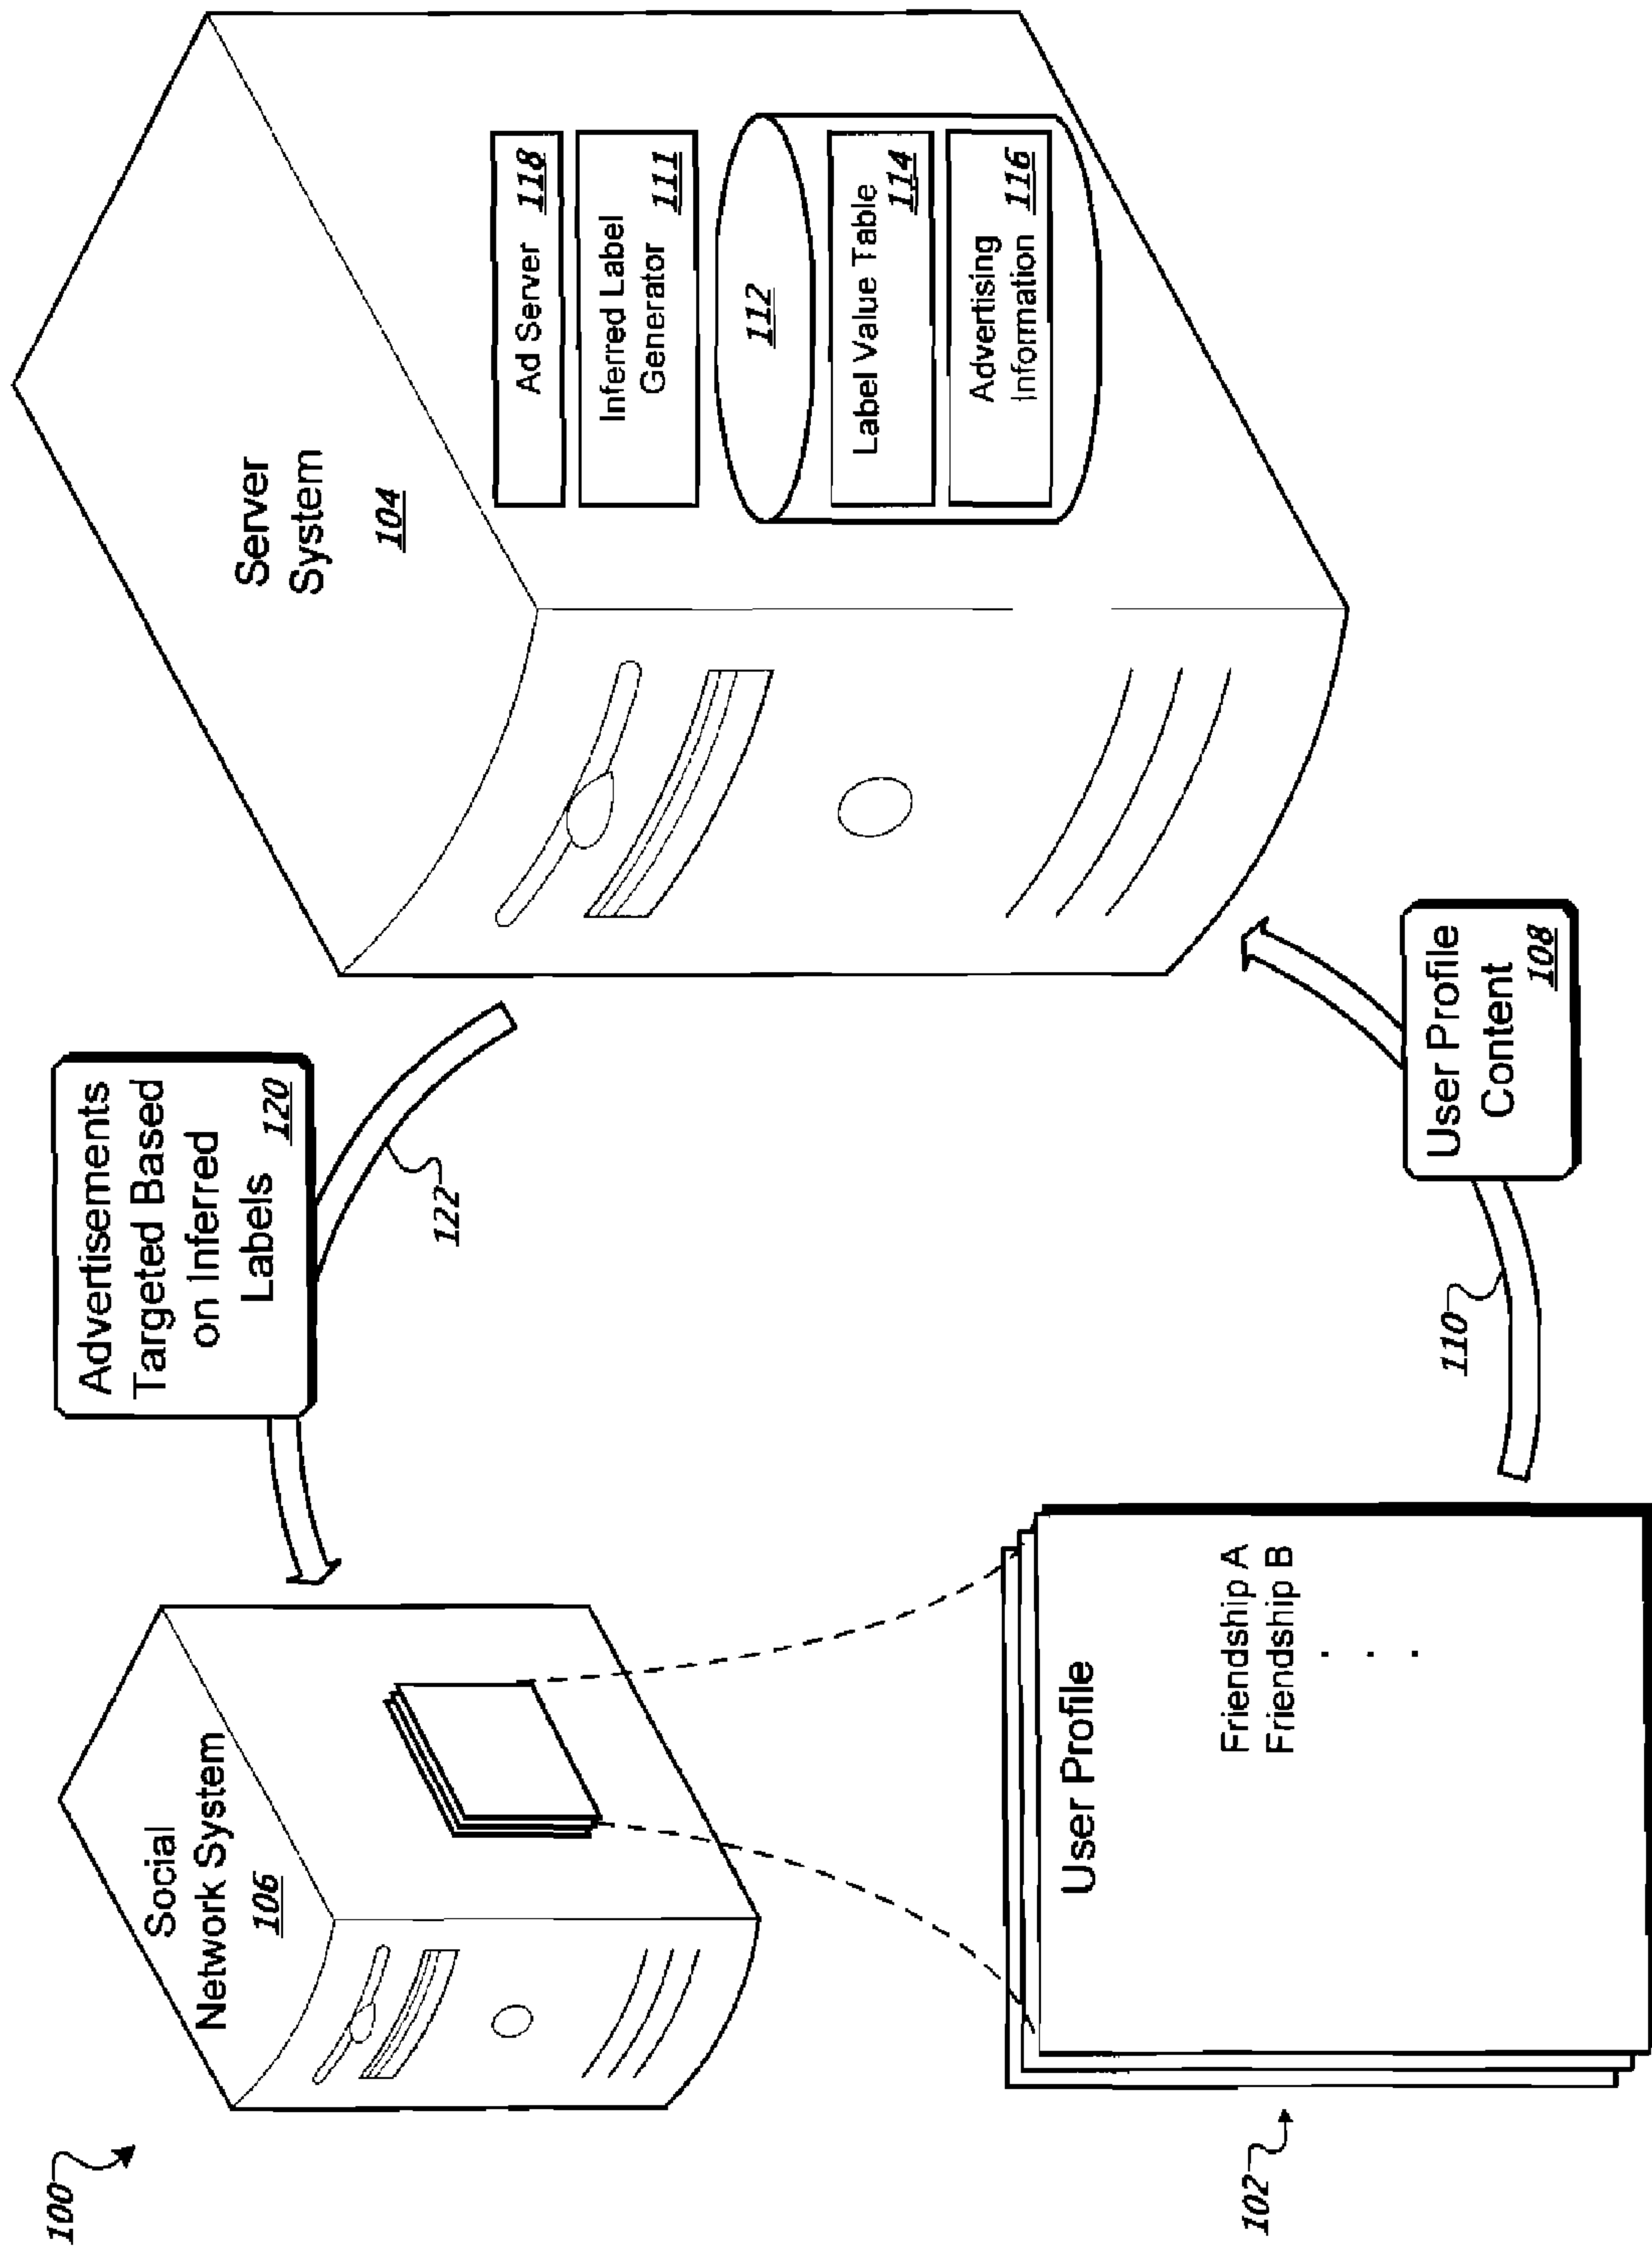 100
Social
Network System
106
Advertisements
Targeted Based
on Inferred
Labels
120
122
Server
System
104
Ad Server
118
Inferred Label
Generator
111
112
Label Value Table
114
Advertising
Information
116
102
User Profile
Friendship A
Friendship B
.
.
.
110
User Profile
Content
108